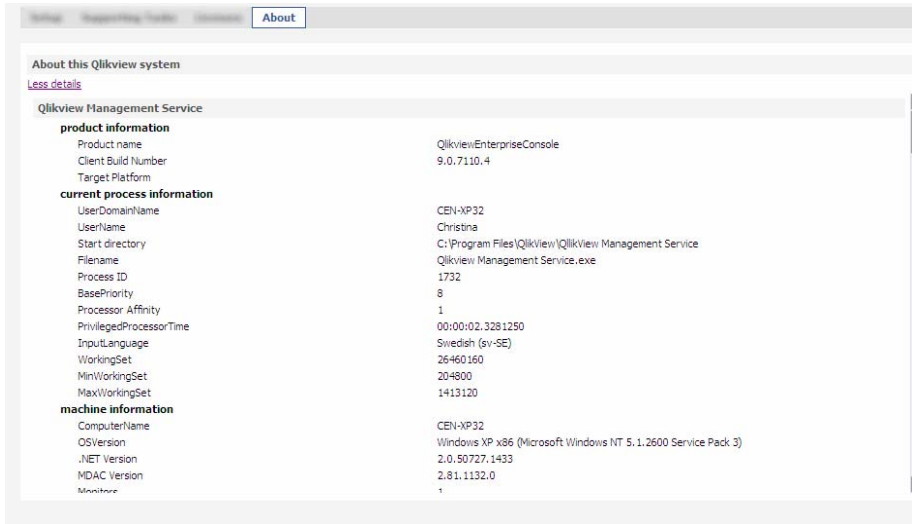 About
About this Qlikview system
Less details
Qlikview Management Service
product information
Product name QlikviewEnterpriseConsole
Client Build Number 9.0.7110.4
Target Platform
current process information
UserDomainName CEN-XP32
UserName Christina
Start directory C:\Program Files\QlikView\QllikView Management Service
Filename Qlikview Management Service.exe
Process ID 1732
BasePriority 8
Processor Affinity 1
PrivilegedProcessorTime 00:00:02.3281250
InputLanguage Swedish (sv-SE)
WorkingSet 26460160
MinWorkingSet 204800
MaxWorkingSet 1413120
machine information
ComputerName CEN-XP32
OSVersion Windows XP x86 (Microsoft Windows NT 5.1.2600 Service Pack 3)
.NET Version 2.0.50727.1433
MDAC Version 2.81.1132.0
Monitors 1